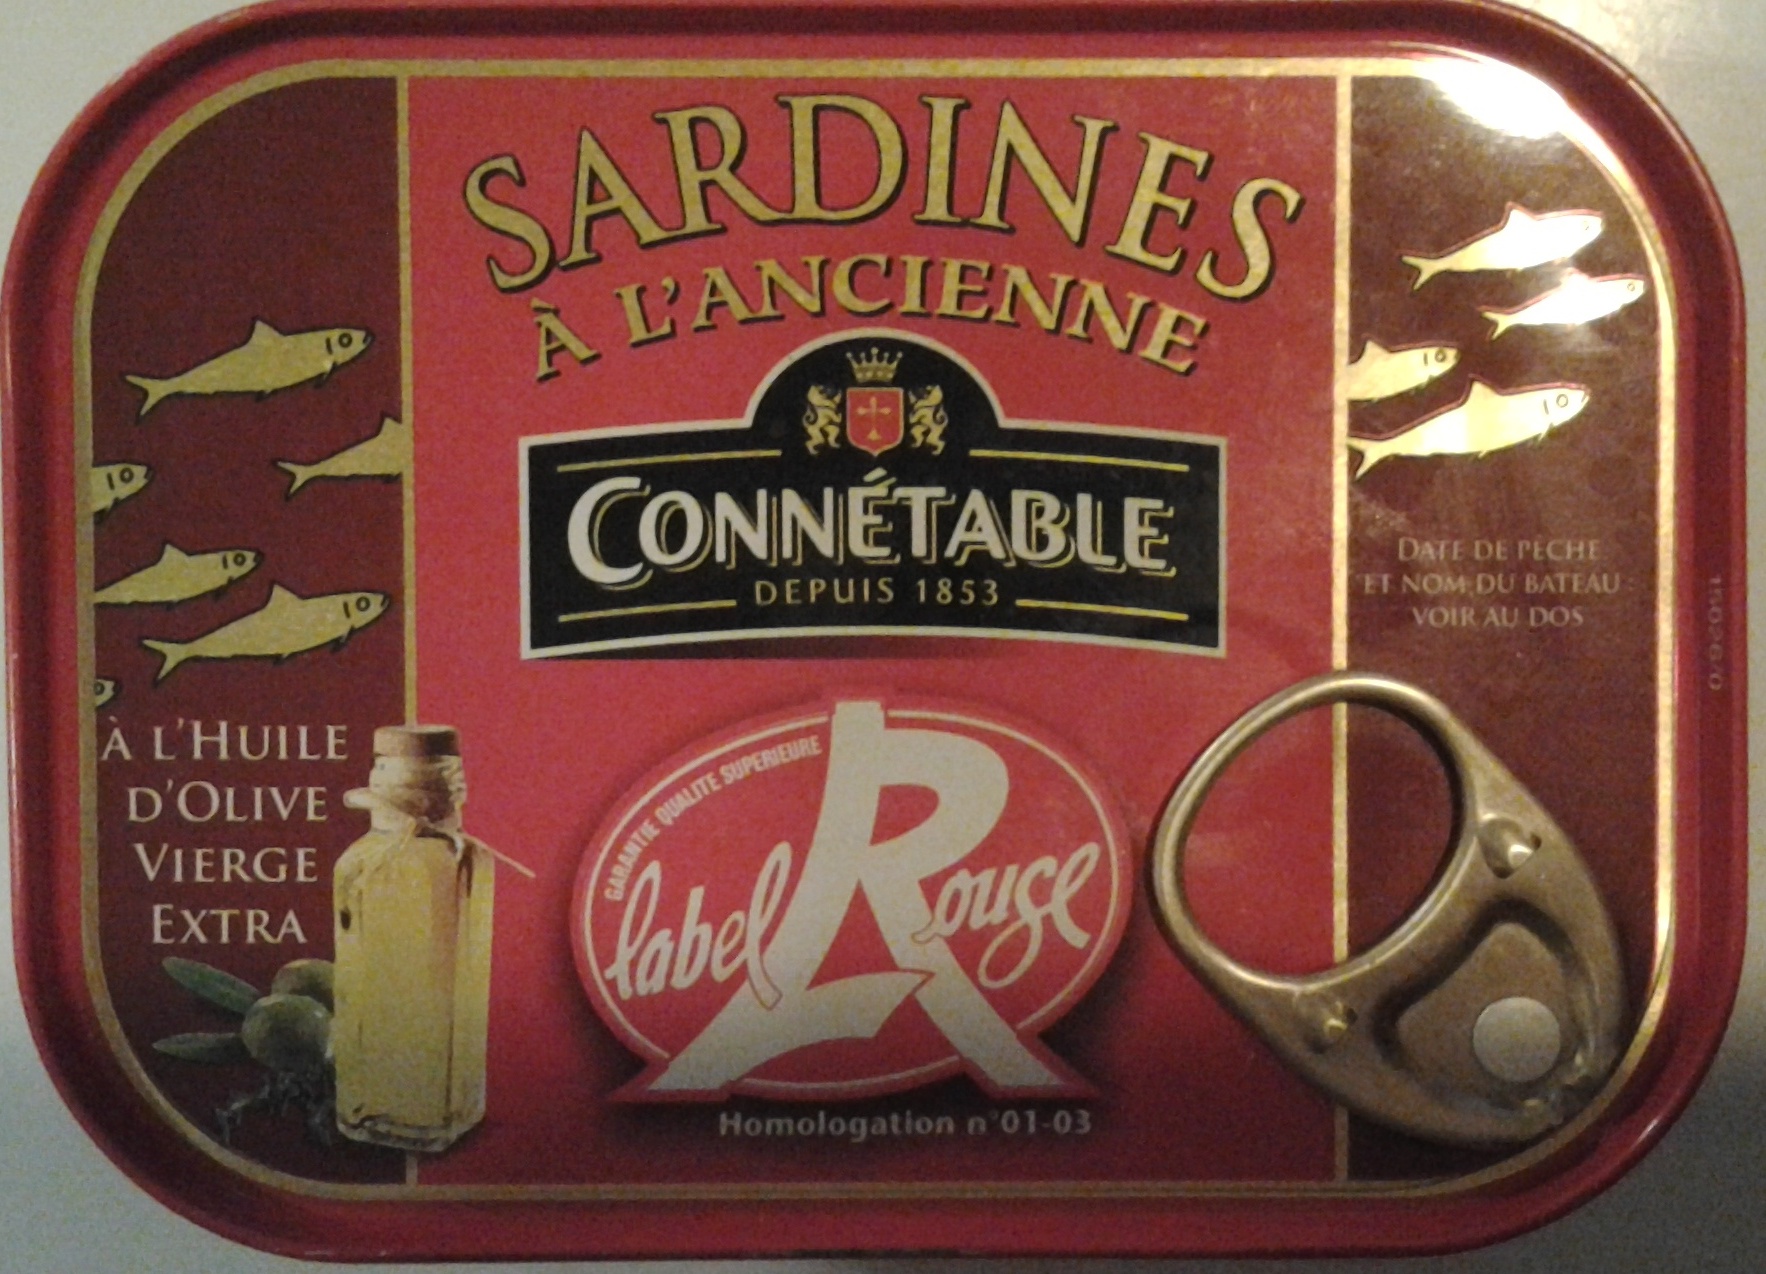 SARDINES
À L'ANCIENNE
CONNÉTABLE
DEPUIS 1853
DATE DE PECHE
ET NOM DU BATEAU :
VOIR AU DOS
À L'HUILE
D'OLIVE
VIERGE
EXTRA
GARANTIE QUALITE SUPERIEURE
label Rouge
Homologation n°01-03